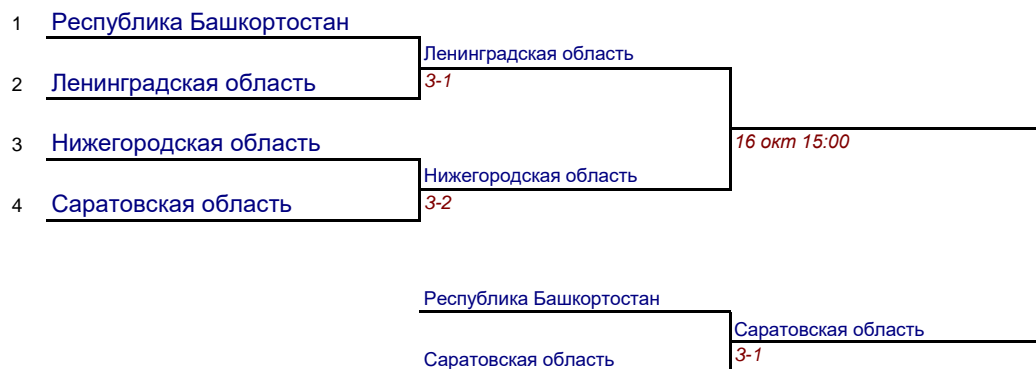 1 Республика Башкортостан
Ленинградская область
2 Ленинградская область
3-1
3 Нижегородская область
16 окт 15:00
Нижегородская область
4 Саратовская область
3-2
Республика Башкортостан
Саратовская область
Саратовская область
3-1